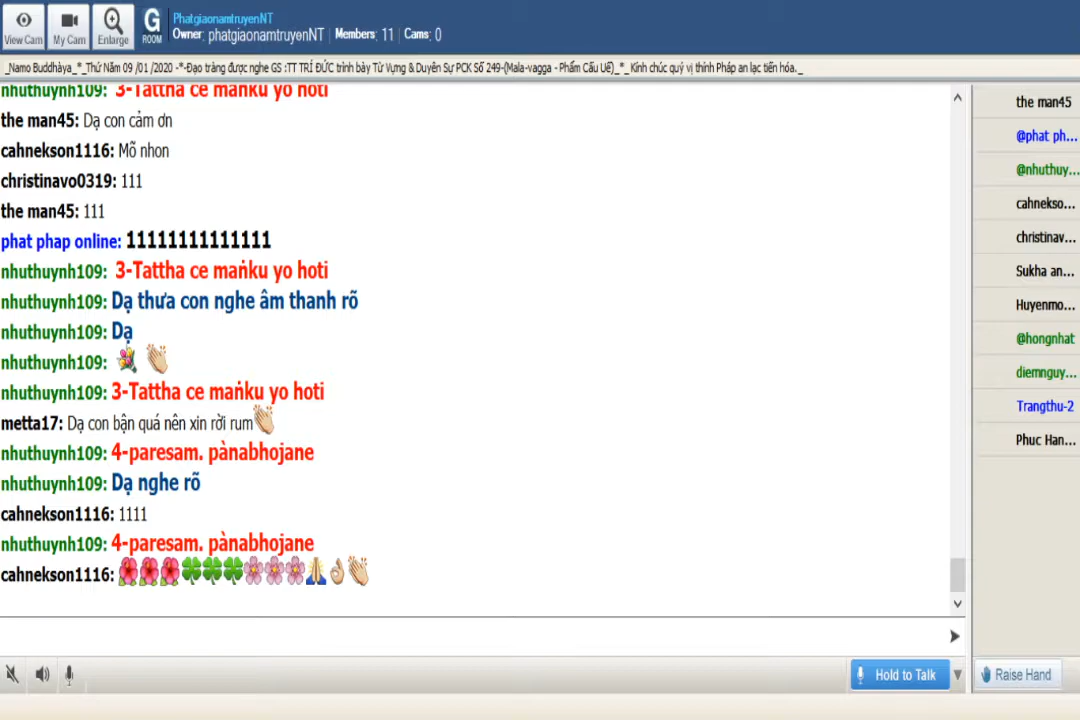 View Cam
My Cam
Enlarge
G
ROOM
PhatgiaonamtruyenNT
Owner: phatgiaonamtruyenNT | Members: 11 | Cams: 0
_Namo Buddhàya_*_Thứ Năm 09 /01 /2020 -*-Đạo tràng được nghe GS :TT TRÍ ĐỨC trình bày Từ Vựng & Duyên Sự PCK Số 249-(Mala-vagga - Phẩm Cấu Uế)_*_ Kính chúc quý vị thính Pháp an lạc tiến hóa._
nhuthuynh109: 3-Tattha ce maṅku yo hoti
the man45: Dạ con cảm ơn
cahnekson1116: Mỗ nhon
christinavo0319: 111
the man45: 111
phat phap online: 11111111111111
nhuthuynh109: 3-Tattha ce maṅku yo hoti
nhuthuynh109: Dạ thưa con nghe âm thanh rõ
nhuthuynh109: Dạ
nhuthuynh109:
nhuthuynh109: 3-Tattha ce maṅku yo hoti
metta17: Dạ con bận quá nên xin rời rum
nhuthuynh109: 4-paresam. pànabhojane
nhuthuynh109: Dạ nghe rõ
cahnekson1116: 1111
nhuthuynh109: 4-paresam. pànabhojane
cahnekson1116:
the man45
@phat ph...
@nhuthuy...
cahnekso...
christinav...
Sukha an...
Huyenmo...
@hongnhat
diemnguy...
Trangthu-2
Phuc Han...
Hold to Talk
Raise Hand